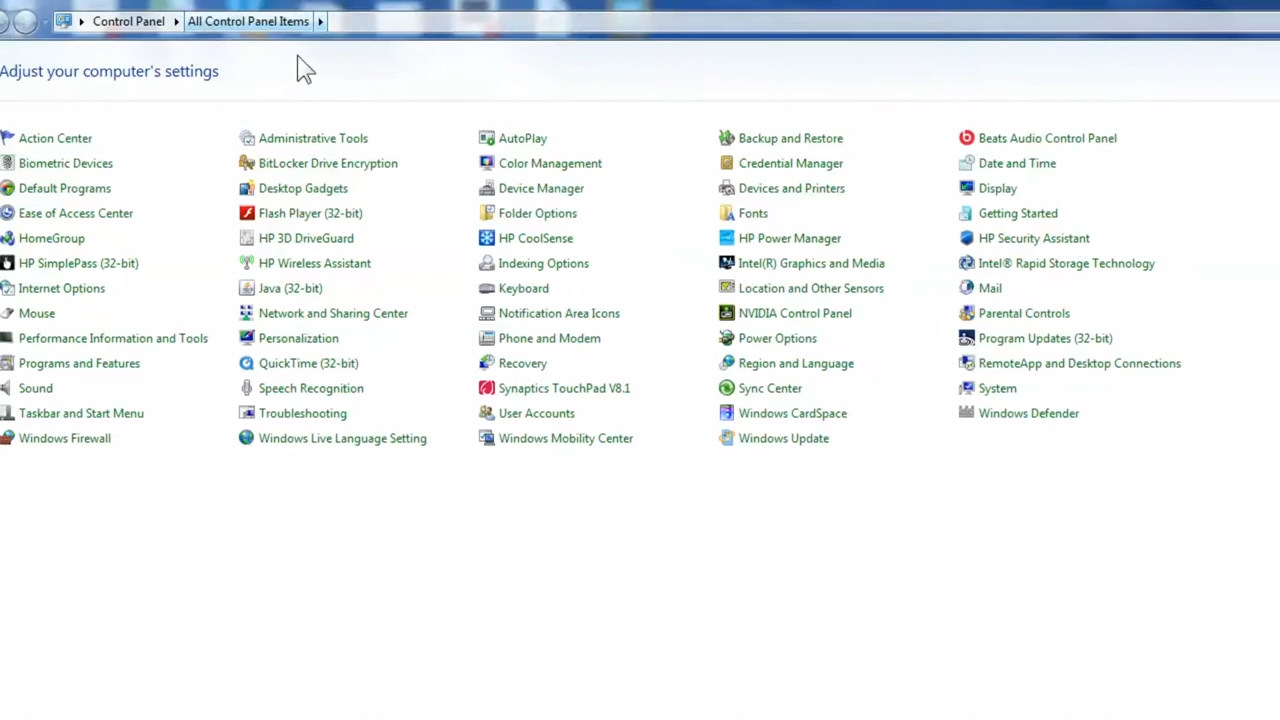 Control Panel All Control Panel Items
Adjust your computer's settings
Action Center Administrative Tools AutoPlay Backup and Restore Beats Audio Control Panel
Biometric Devices BitLocker Drive Encryption Color Management Credential Manager Date and Time
Default Programs Desktop Gadgets Device Manager Devices and Printers Display
Ease of Access Center Flash Player (32-bit) Folder Options Fonts Getting Started
HomeGroup HP 3D DriveGuard HP CoolSense HP Power Manager HP Security Assistant
HP SimplePass (32-bit) HP Wireless Assistant Indexing Options Intel(R) Graphics and Media Intel® Rapid Storage Technology
Internet Options Java (32-bit) Keyboard Location and Other Sensors Mail
Mouse Network and Sharing Center Notification Area Icons NVIDIA Control Panel Parental Controls
Performance Information and Tools Personalization Phone and Modem Power Options Program Updates (32-bit)
Programs and Features QuickTime (32-bit) Recovery Region and Language RemoteApp and Desktop Connections
Sound Speech Recognition Synaptics TouchPad V8.1 Sync Center System
Taskbar and Start Menu Troubleshooting User Accounts Windows CardSpace Windows Defender
Windows Firewall Windows Live Language Setting Windows Mobility Center Windows Update